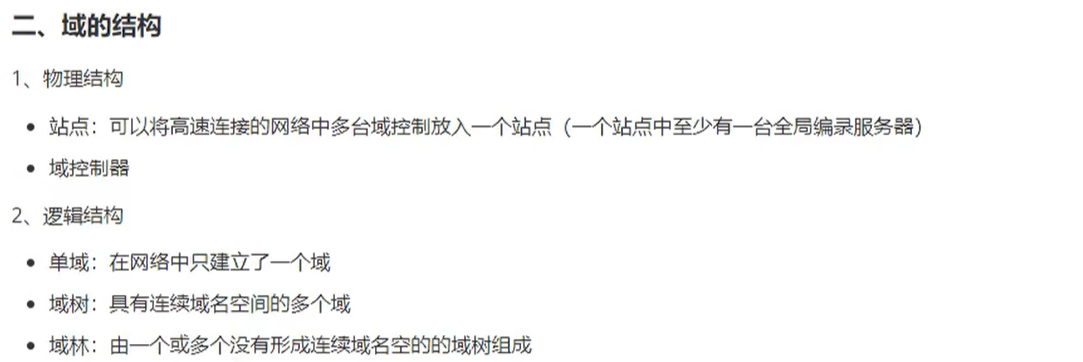 二、域的结构
1、物理结构
• 站点：可以将高速连接的网络中多台域控制放入一个站点（一个站点中至少有一台全局编录服务器）
• 域控制器
2、逻辑结构
• 单域：在网络中只建立了一个域
• 域树：具有连续域名空间的多个域
• 域林：由一个或多个没有形成连续域名空的的域树组成